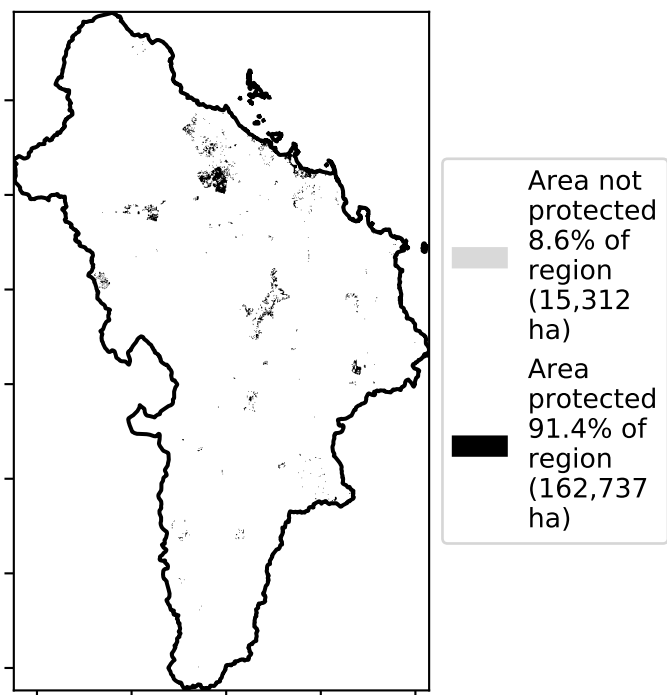 Area not
protected
8.6% of
region
(15,312
ha)
Area
protected
91.4% of
region
(162,737
ha)